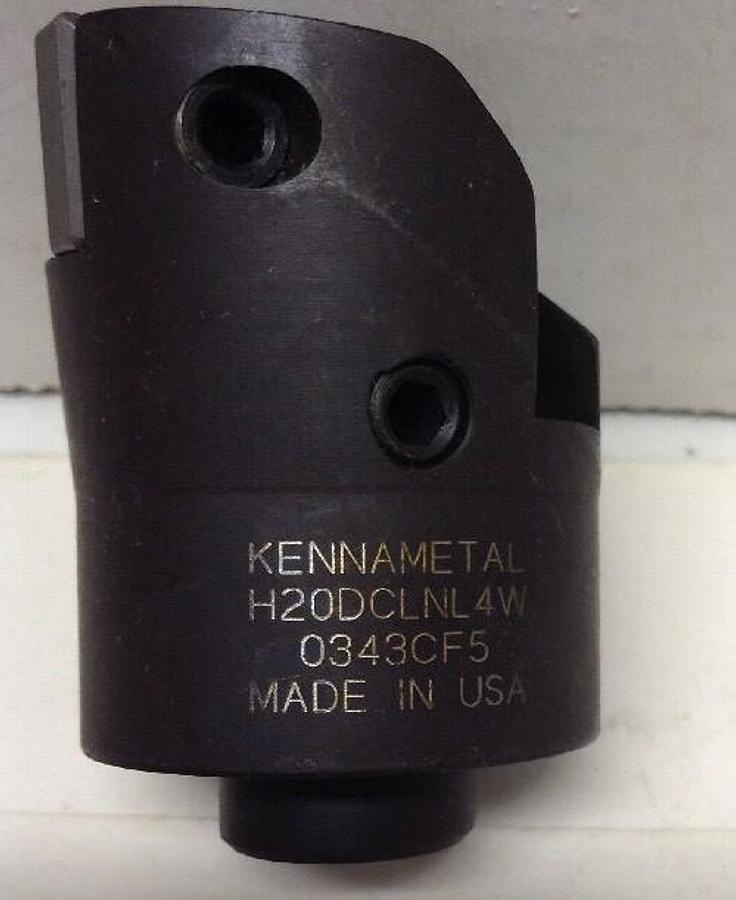 KENNAMETAL
H20DCLNL4W
0343CF5
MADE IN USA